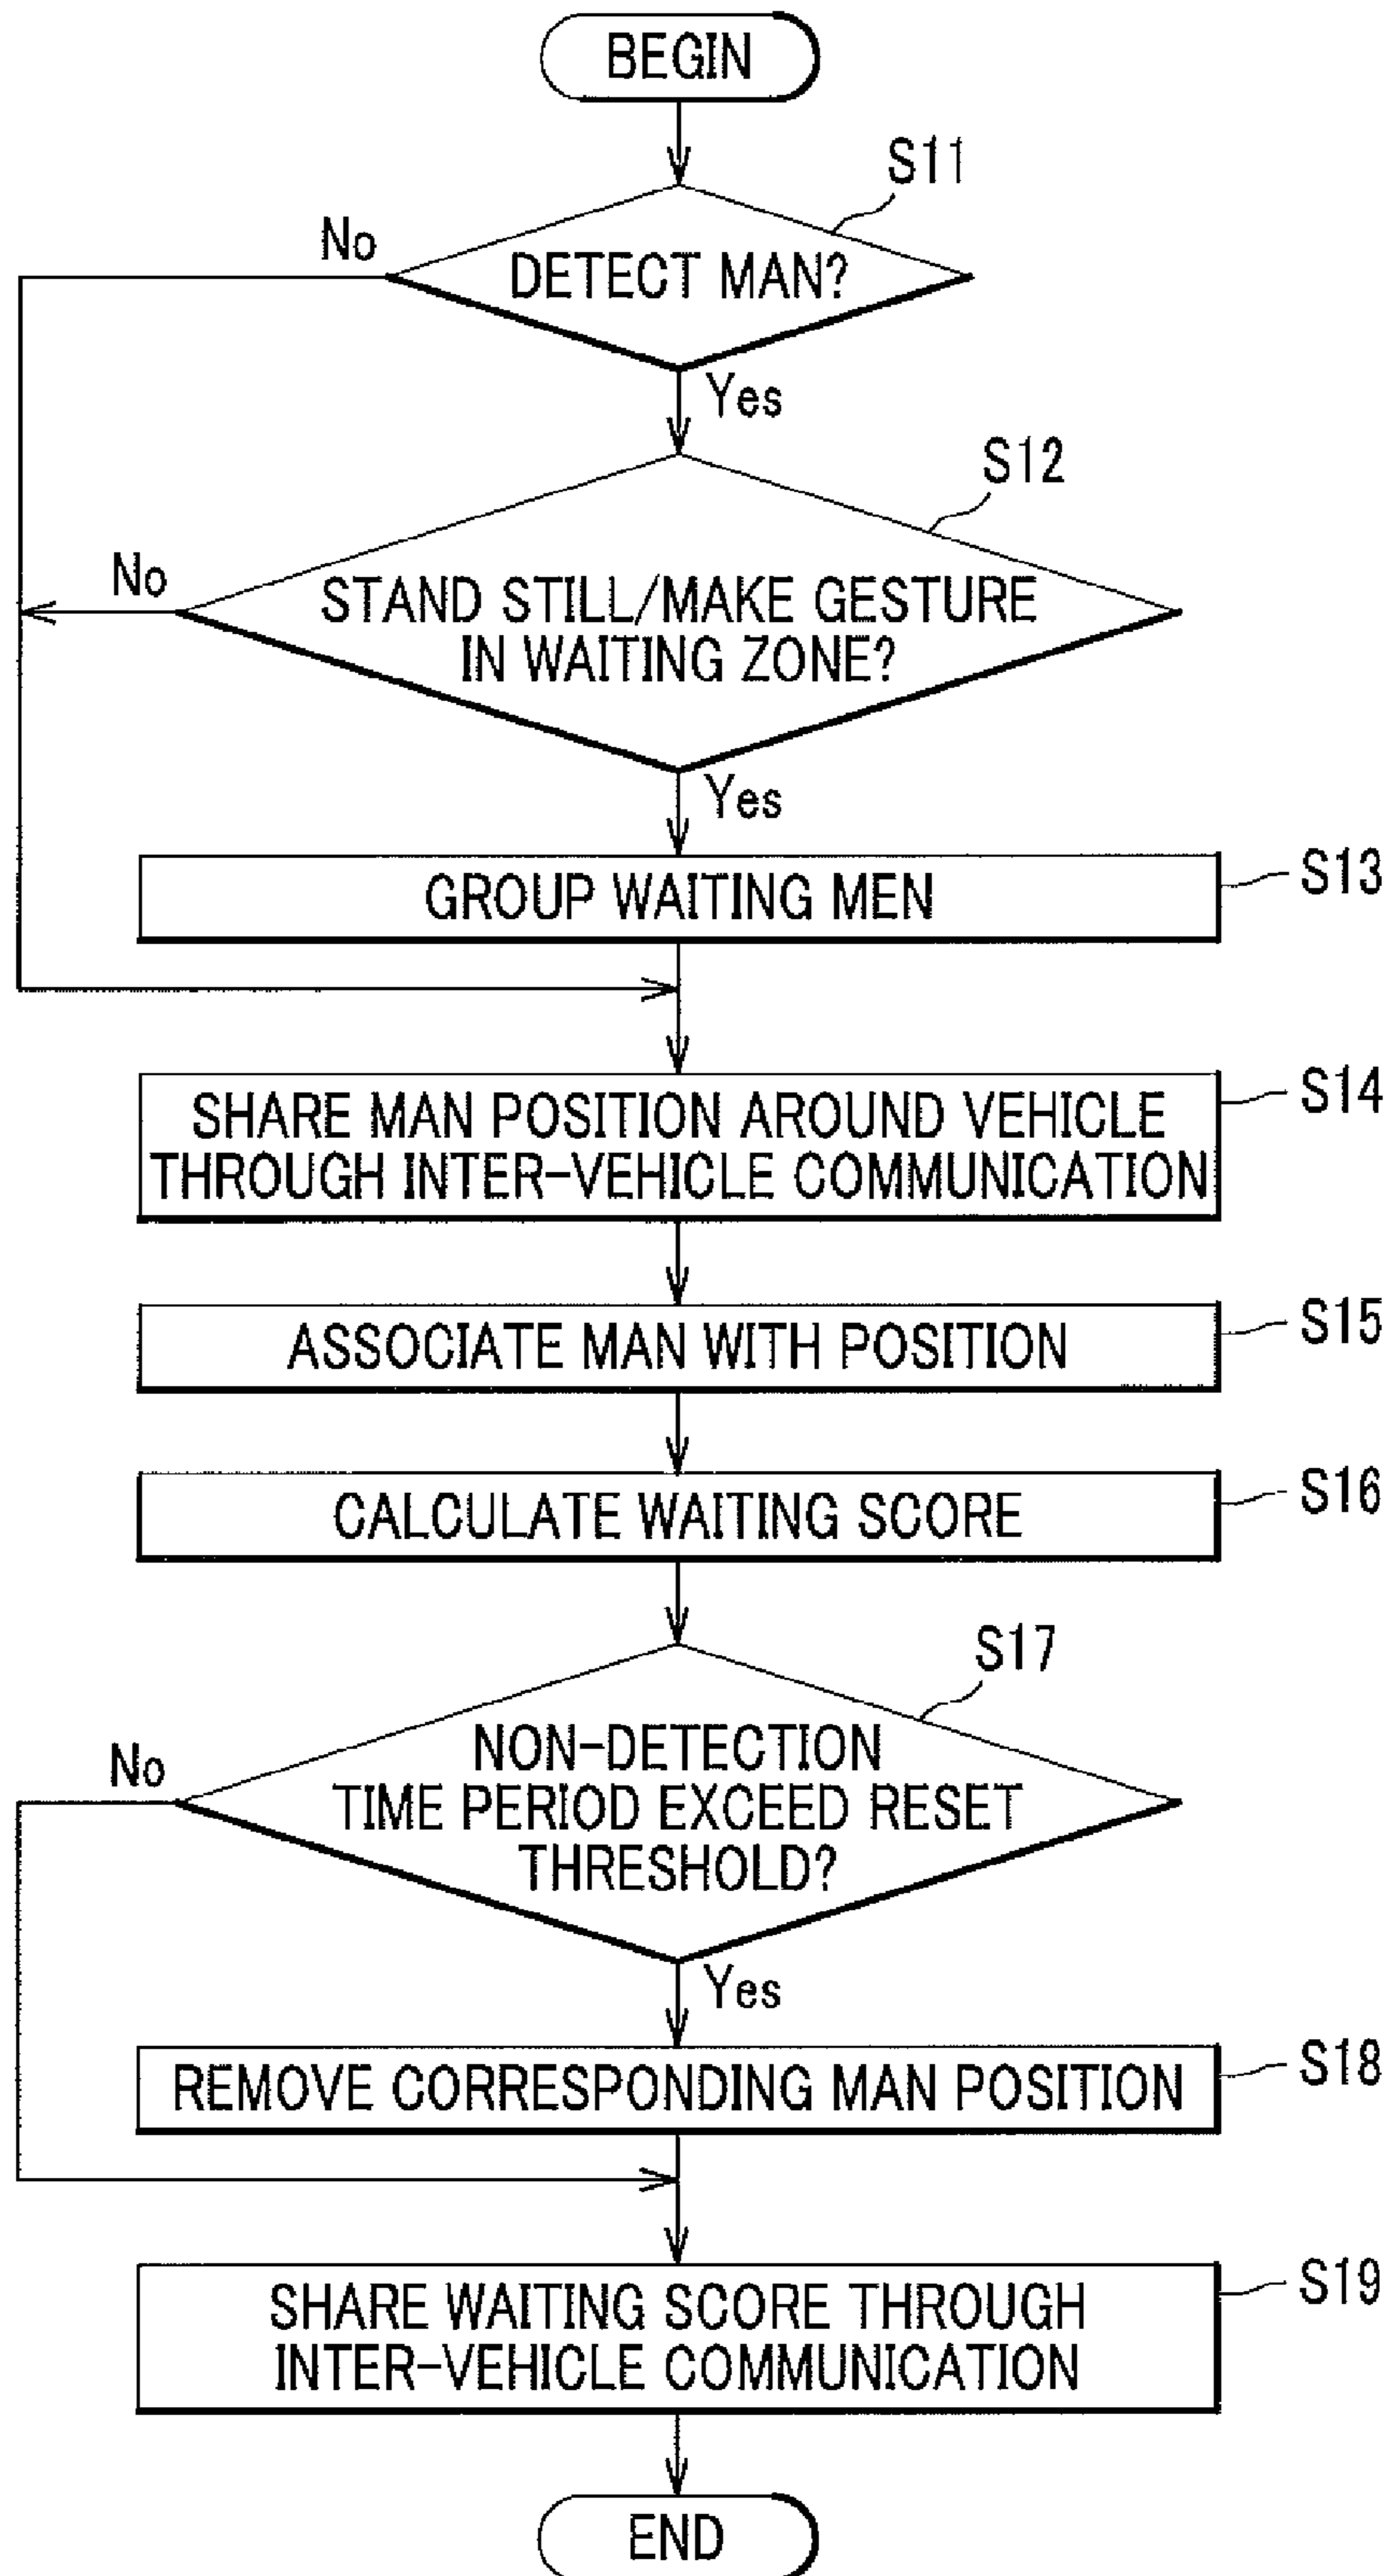 BEGIN
S11
No
DETECT MAN?
Yes
S12
No
STAND STILL/MAKE GESTURE
IN WAITING ZONE?
Yes
GROUP WAITING MEN
S13
SHARE MAN POSITION AROUND VEHICLE
THROUGH INTER-VEHICLE COMMUNICATION
S14
ASSOCIATE MAN WITH POSITION
S15
CALCULATE WAITING SCORE
S16
S17
No
NON-DETECTION
TIME PERIOD EXCEED RESET
THRESHOLD?
Yes
REMOVE CORRESPONDING MAN POSITION
S18
SHARE WAITING SCORE THROUGH
INTER-VEHICLE COMMUNICATION
S19
END